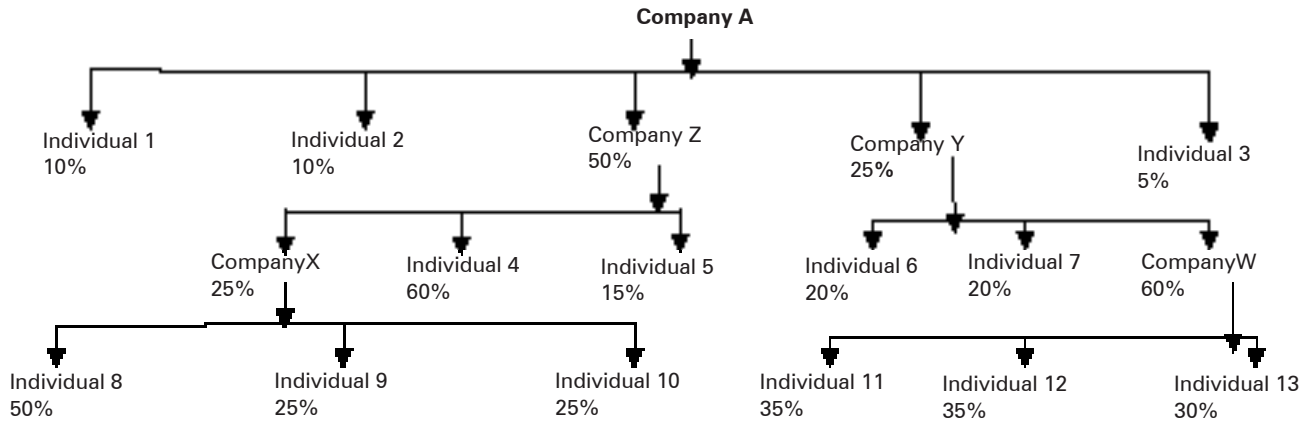 Company A
Individual 1
10%
Individual 2
10%
Company Z
50%
Company Y
25%
Individual 3
5%
CompanyX
25%
Individual 4
60%
Individual 5
15%
Individual 6
20%
Individual 7
20%
CompanyW
60%
Individual 8
50%
Individual 9
25%
Individual 10
25%
Individual 11
35%
Individual 12
35%
Individual 13
30%